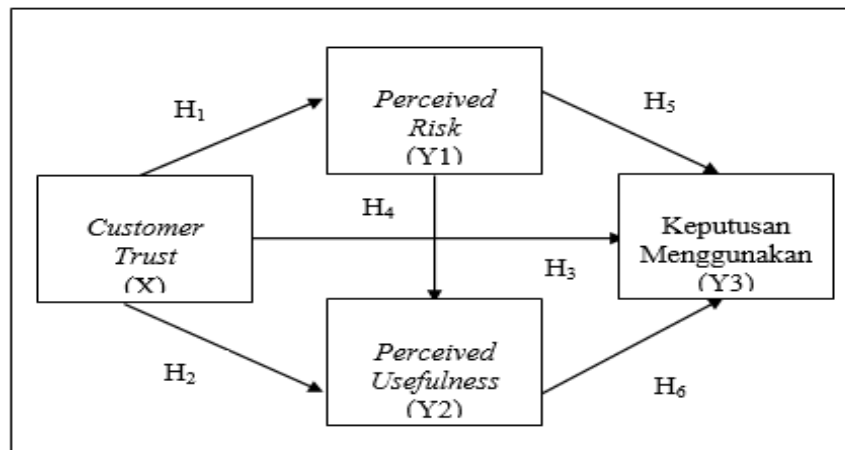 Perceived
Risk
(Y1)
H1
H5
Customer
Trust
(X)
H4
Keputusan
Menggunakan
(Y3)
H3
Perceived
Usefulness
(Y2)
H2
H6